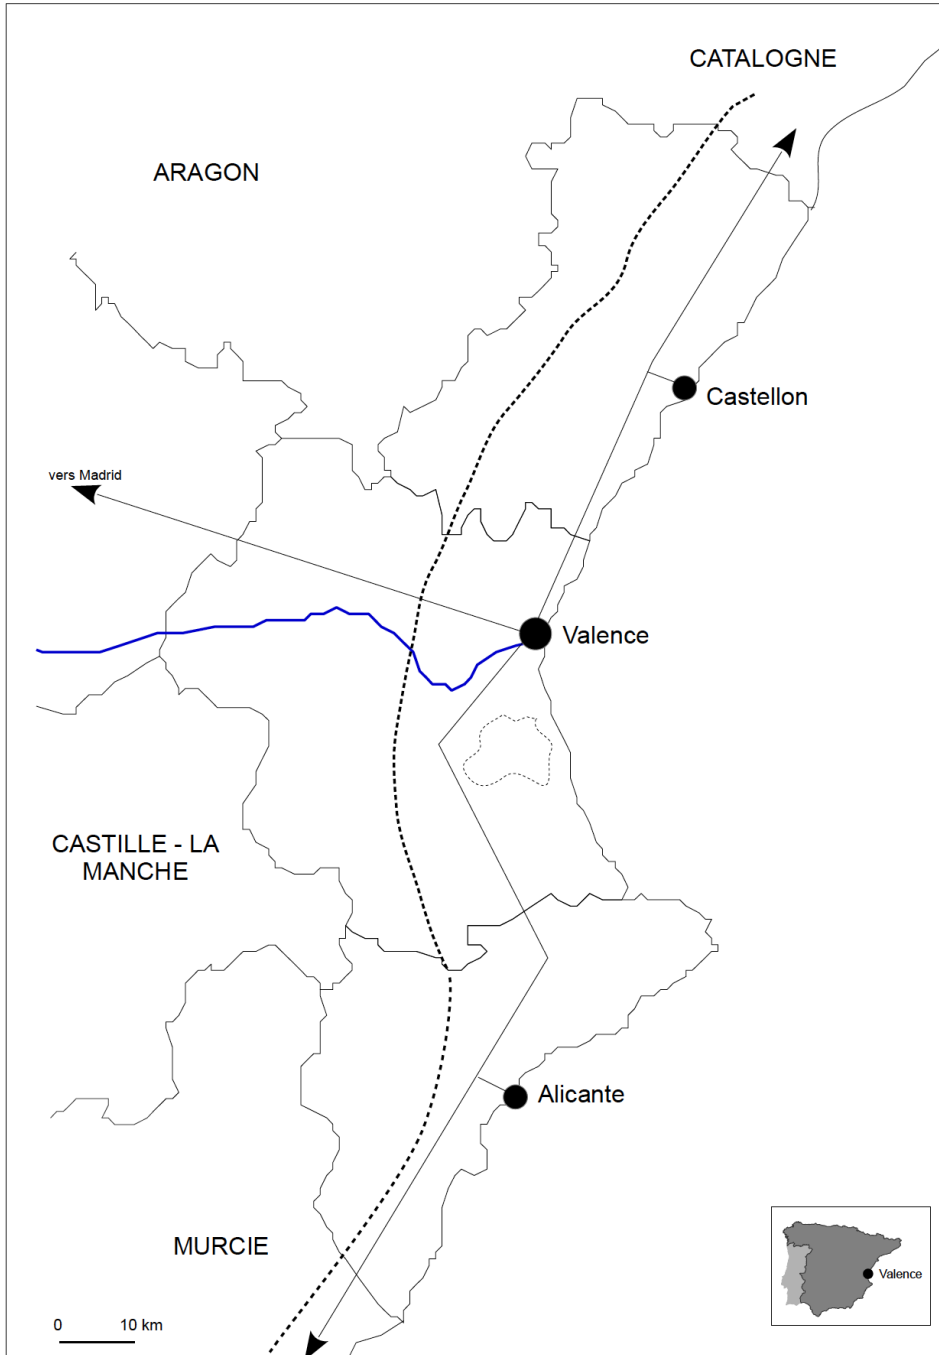 CATALOGNE
ARAGON
Castellon
vers Madrid
Valence
CASTILLE - LA
MANCHE
Alicante
MURCIE
Valence
0 10 km